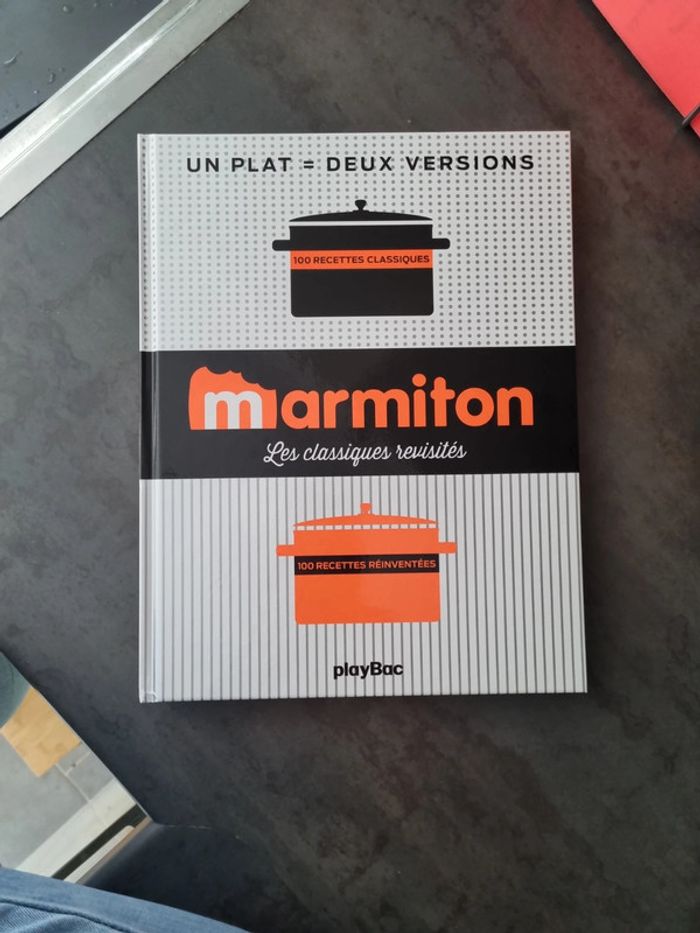 UN PLAT = DEUX VERSIONS
100 RECETTES CLASSIQUES
marmiton
Les classiques revisités
100 RECETTES RÉINVENTÉES
playBac